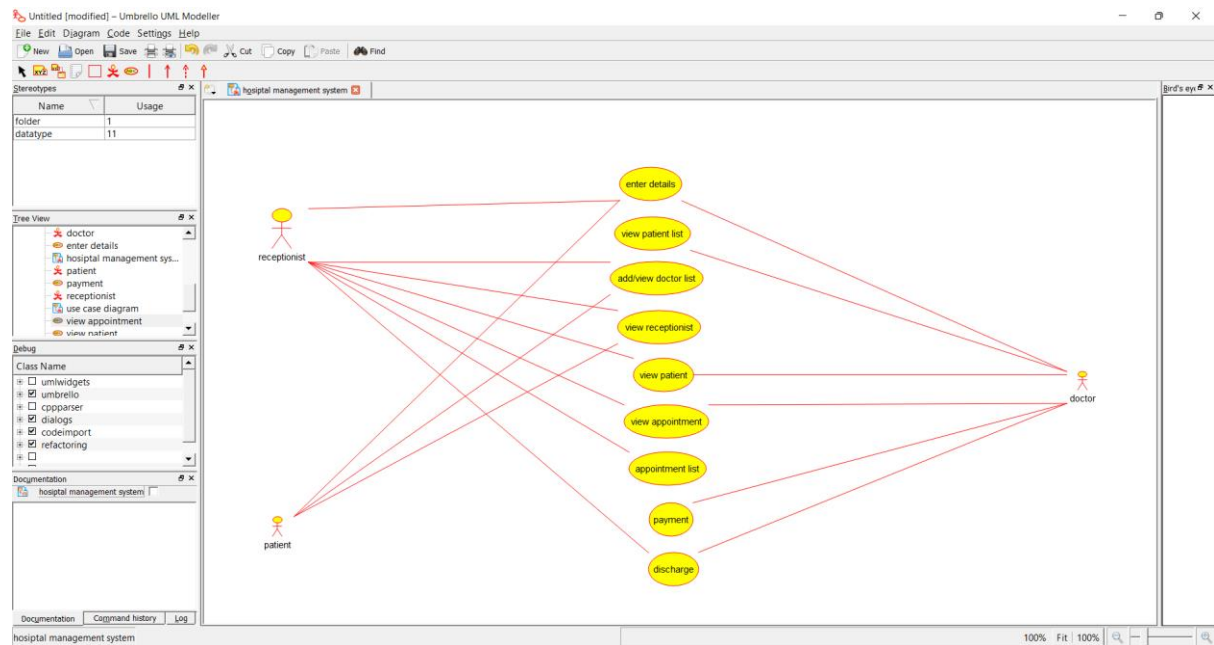 Untitled [modified] – Umbrello UML Modeller
File Edit Diagram Code Settings Help
New Open Save Cut Copy Paste Find
Stereotypes
Name Usage
folder 1
datatype 11
Tree View
doctor
enter details
hosiptal management sys...
patient
payment
receptionist
use case diagram
view appointment
view patient
Debug
Class Name
umlwidgets
umbrello
cppparser
dialogs
codeimport
refactoring
Documentation
hosiptal management system
Documentation Command history Log
hosiptal management system
hosiptal management system
Bird's eye
enter details
view patient list
receptionist
add/view doctor list
view receptionist
view patient
doctor
view appointment
appointment list
payment
patient
discharge
100% Fit 100%